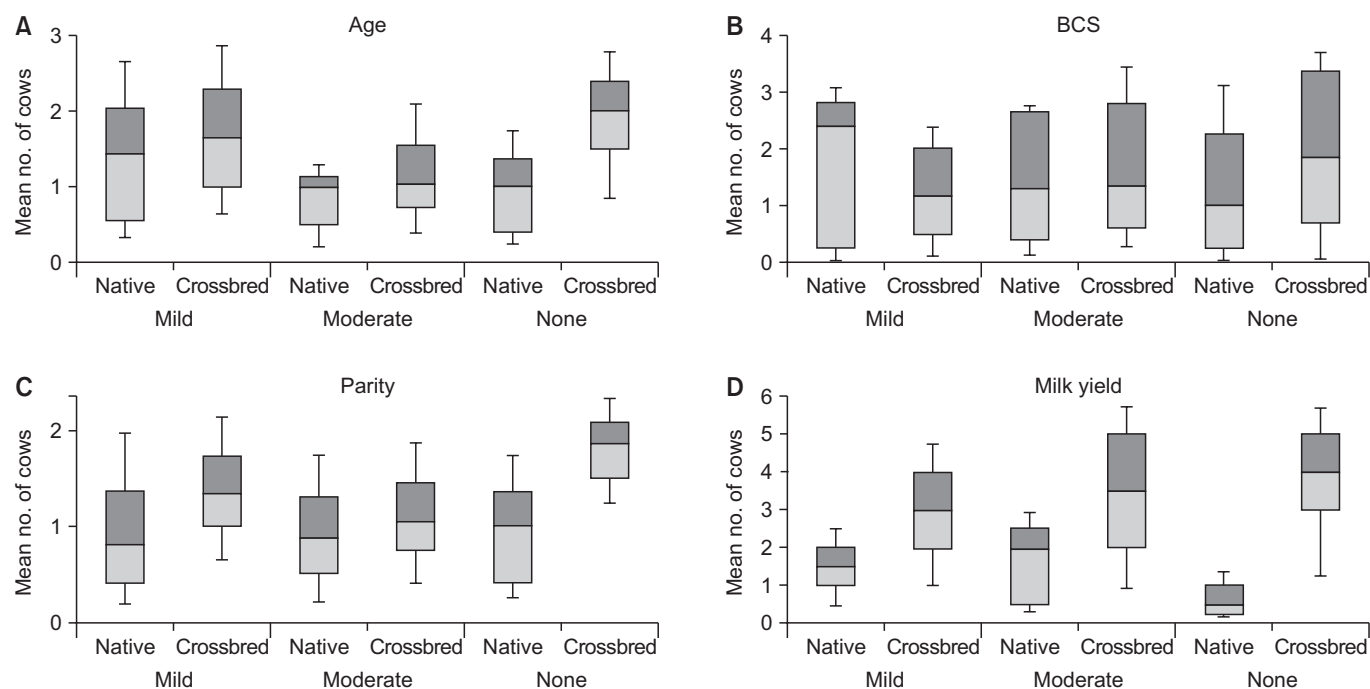 A
Age
Mean no. of cows
3
2
1
0
Native Crossbred Native Crossbred Native Crossbred
Mild Moderate None
B
BCS
Mean no. of cows
4
3
2
1
0
Native Crossbred Native Crossbred Native Crossbred
Mild Moderate None
C
Parity
Mean no. of cows
2
1
0
Native Crossbred Native Crossbred Native Crossbred
Mild Moderate None
D
Milk yield
Mean no. of cows
6
5
4
3
2
1
0
Native Crossbred Native Crossbred Native Crossbred
Mild Moderate None